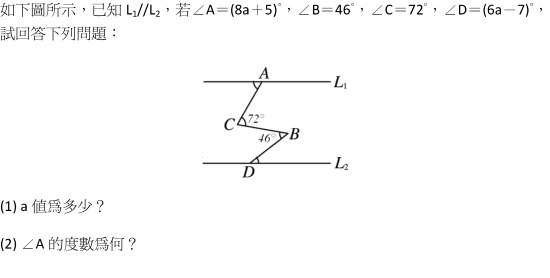 如下圖所示，已知 L₁//L₂，若∠A＝(8a＋5)°，∠B＝46°，∠C＝72°，∠D＝(6a－7)°，
試回答下列問題：
A
L₁
C
72°
46°
B
D
L₂
(1) a 值爲多少？
(2) ∠A 的度數爲何？